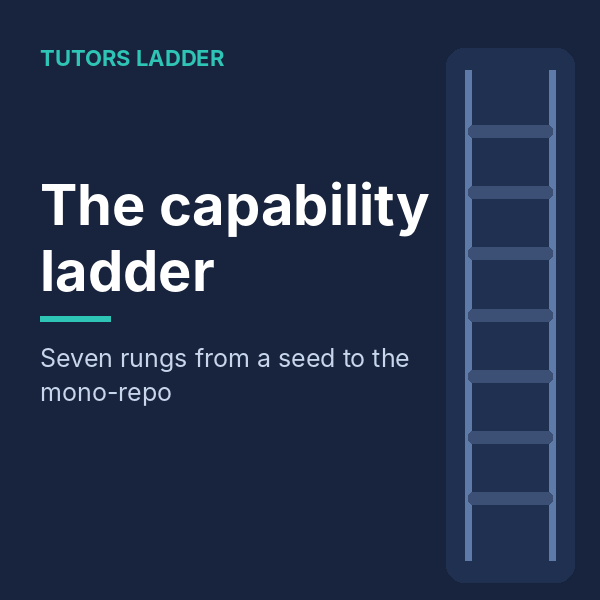 TUTORS LADDER
The capability
ladder
Seven rungs from a seed to the
mono-repo